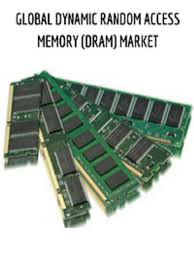 GLOBAL DYNAMIC RANDOM ACCESS
MEMORY (DRAM) MARKET